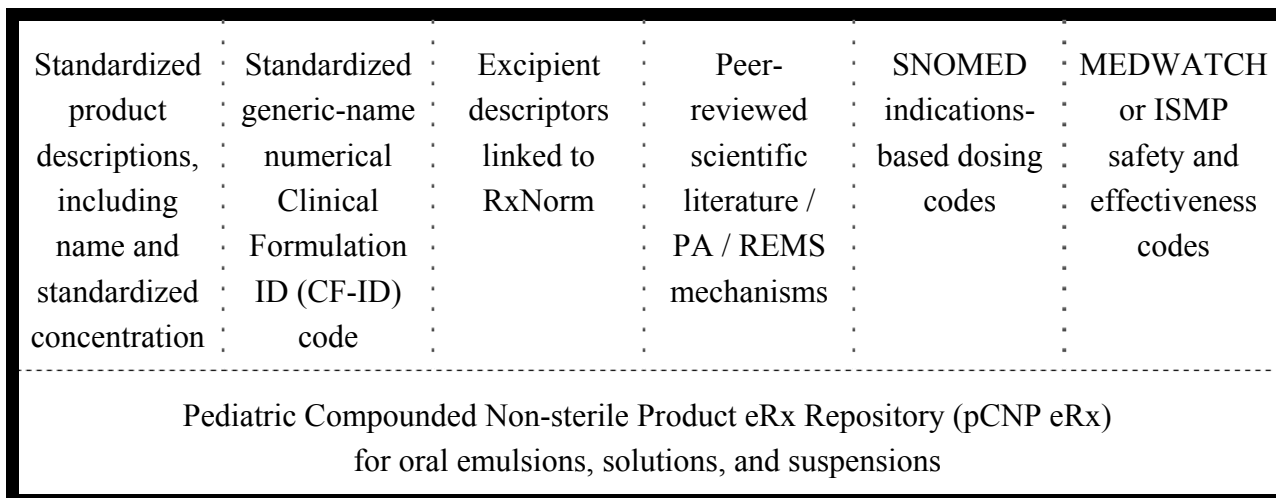 Standardized
product
descriptions,
including
name and
standardized
concentration
Standardized
generic-name
numerical
Clinical
Formulation
ID (CF-ID)
code
Excipient
descriptors
linked to
RxNorm
Peer-
reviewed
scientific
literature /
PA / REMS
mechanisms
SNOMED
indications-
based dosing
codes
MEDWATCH
or ISMP
safety and
effectiveness
codes
Pediatric Compounded Non-sterile Product eRx Repository (pCNP eRx)
for oral emulsions, solutions, and suspensions